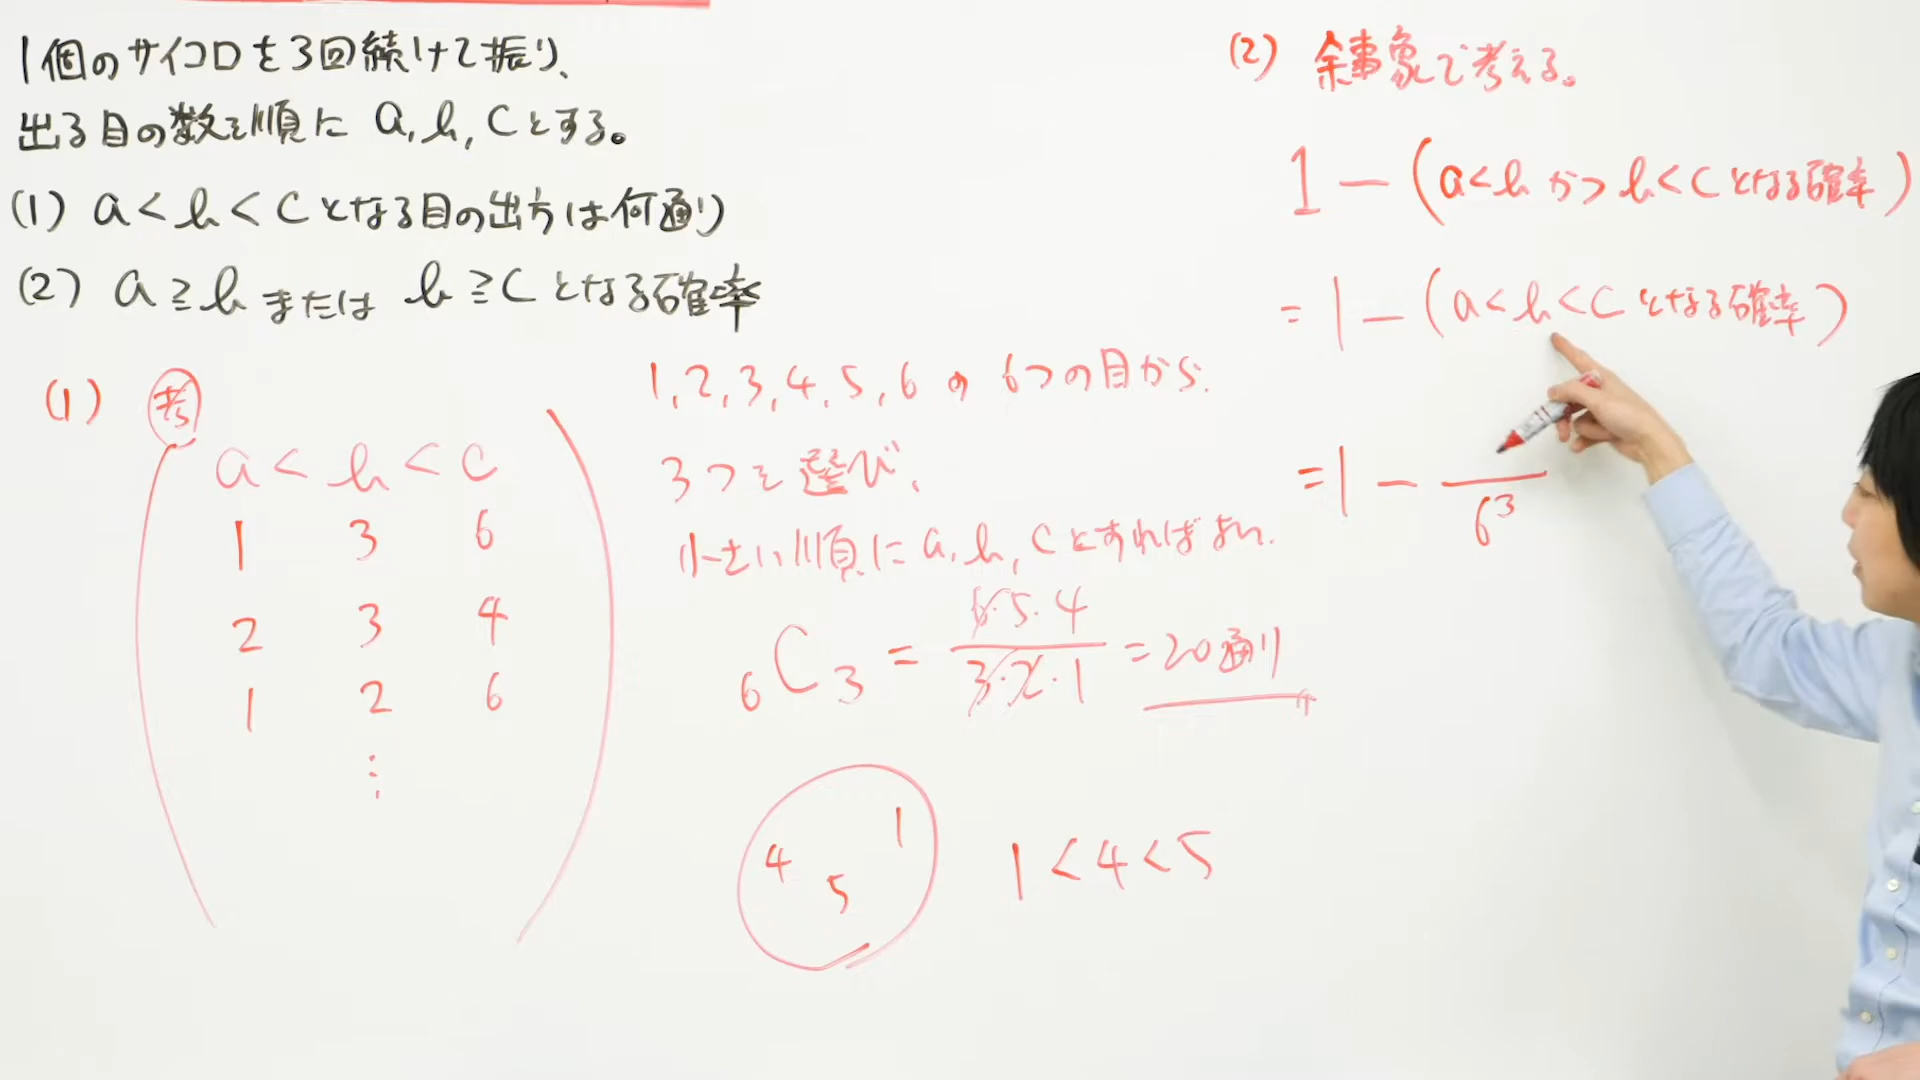 1個のサイコロを3回続けて振り、
出る目の数を順に a, b, cとする。
(1) a < b < c となる目の出方は何通り
(2) a ≧ b または b ≧ c となる確率
(1) 考
a < b < c
1 3 6
2 3 4
1 2 6
⋮
1, 2, 3, 4, 5, 6 の 6つの目から
3つを選び、
小さい順に a, b, c とすればよい.
₆C₃ = 6・5・4 / 3・2・1 = 20通り
4 5 1
1 < 4 < 5
(2) 余事象で考える。
1 − (a < b かつ b < c となる確率)
= 1 − (a < b < c となる確率)
= 1 − / 6³